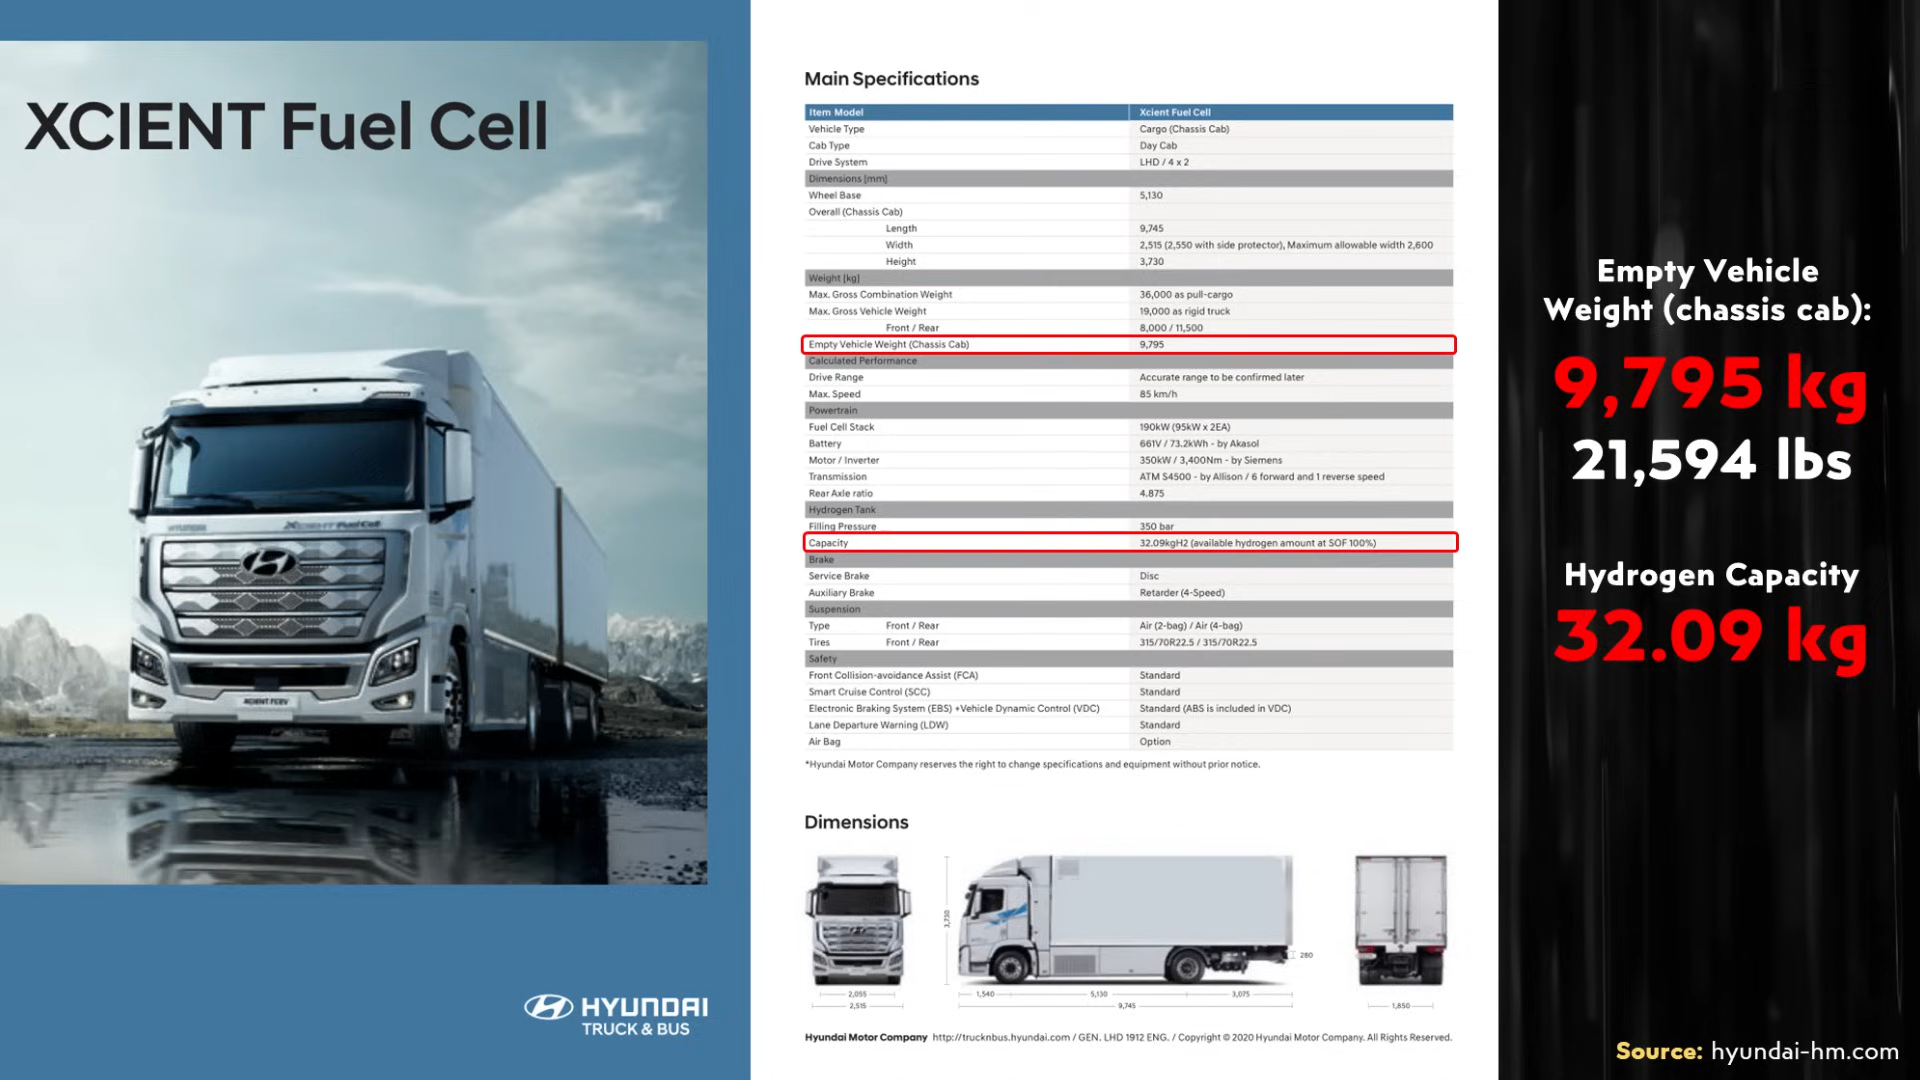 XCIENT Fuel Cell
HYUNDAI
XCIENT Fuel Cell
XCIENT FCEV
HYUNDAI
TRUCK & BUS
Main Specifications
Item Model Xcient Fuel Cell
Vehicle Type Cargo (Chassis Cab)
Cab Type Day Cab
Drive System LHD / 4 x 2
Dimensions [mm]
Wheel Base 5,130
Overall (Chassis Cab)
Length 9,745
Width 2,515 (2,550 with side protector), Maximum allowable width 2,600
Height 3,730
Weight [kg]
Max. Gross Combination Weight 36,000 as pull-cargo
Max. Gross Vehicle Weight 19,000 as rigid truck
Front / Rear 8,000 / 11,500
Empty Vehicle Weight (Chassis Cab) 9,795
Calculated Performance
Drive Range Accurate range to be confirmed later
Max. Speed 85 km/h
Powertrain
Fuel Cell Stack 190kW (95kW x 2EA)
Battery 661V / 73.2kWh - by Akasol
Motor / Inverter 350kW / 3,400Nm - by Siemens
Transmission ATM S4500 - by Allison / 6 forward and 1 reverse speed
Rear Axle ratio 4.875
Hydrogen Tank
Filling Pressure 350 bar
Capacity 32.09kgH2 (available hydrogen amount at SOF 100%)
Brake
Service Brake Disc
Auxiliary Brake Retarder (4-Speed)
Suspension
Type Front / Rear Air (2-bag) / Air (4-bag)
Tires Front / Rear 315/70R22.5 / 315/70R22.5
Safety
Front Collision-avoidance Assist (FCA) Standard
Smart Cruise Control (SCC) Standard
Electronic Braking System (EBS) +Vehicle Dynamic Control (VDC) Standard (ABS is included in VDC)
Lane Departure Warning (LDW) Standard
Air Bag Option
*Hyundai Motor Company reserves the right to change specifications and equipment without prior notice.
Dimensions
3,730
280
2,055 1,540 5,130 3,075
2,515 9,745 1,850
Hyundai Motor Company http://trucknbus.hyundai.com / GEN. LHD 1912 ENG. / Copyright © 2020 Hyundai Motor Company. All Rights Reserved.
Empty Vehicle
Weight (chassis cab):
9,795 kg
21,594 lbs
Hydrogen Capacity
32.09 kg
Source: hyundai-hm.com